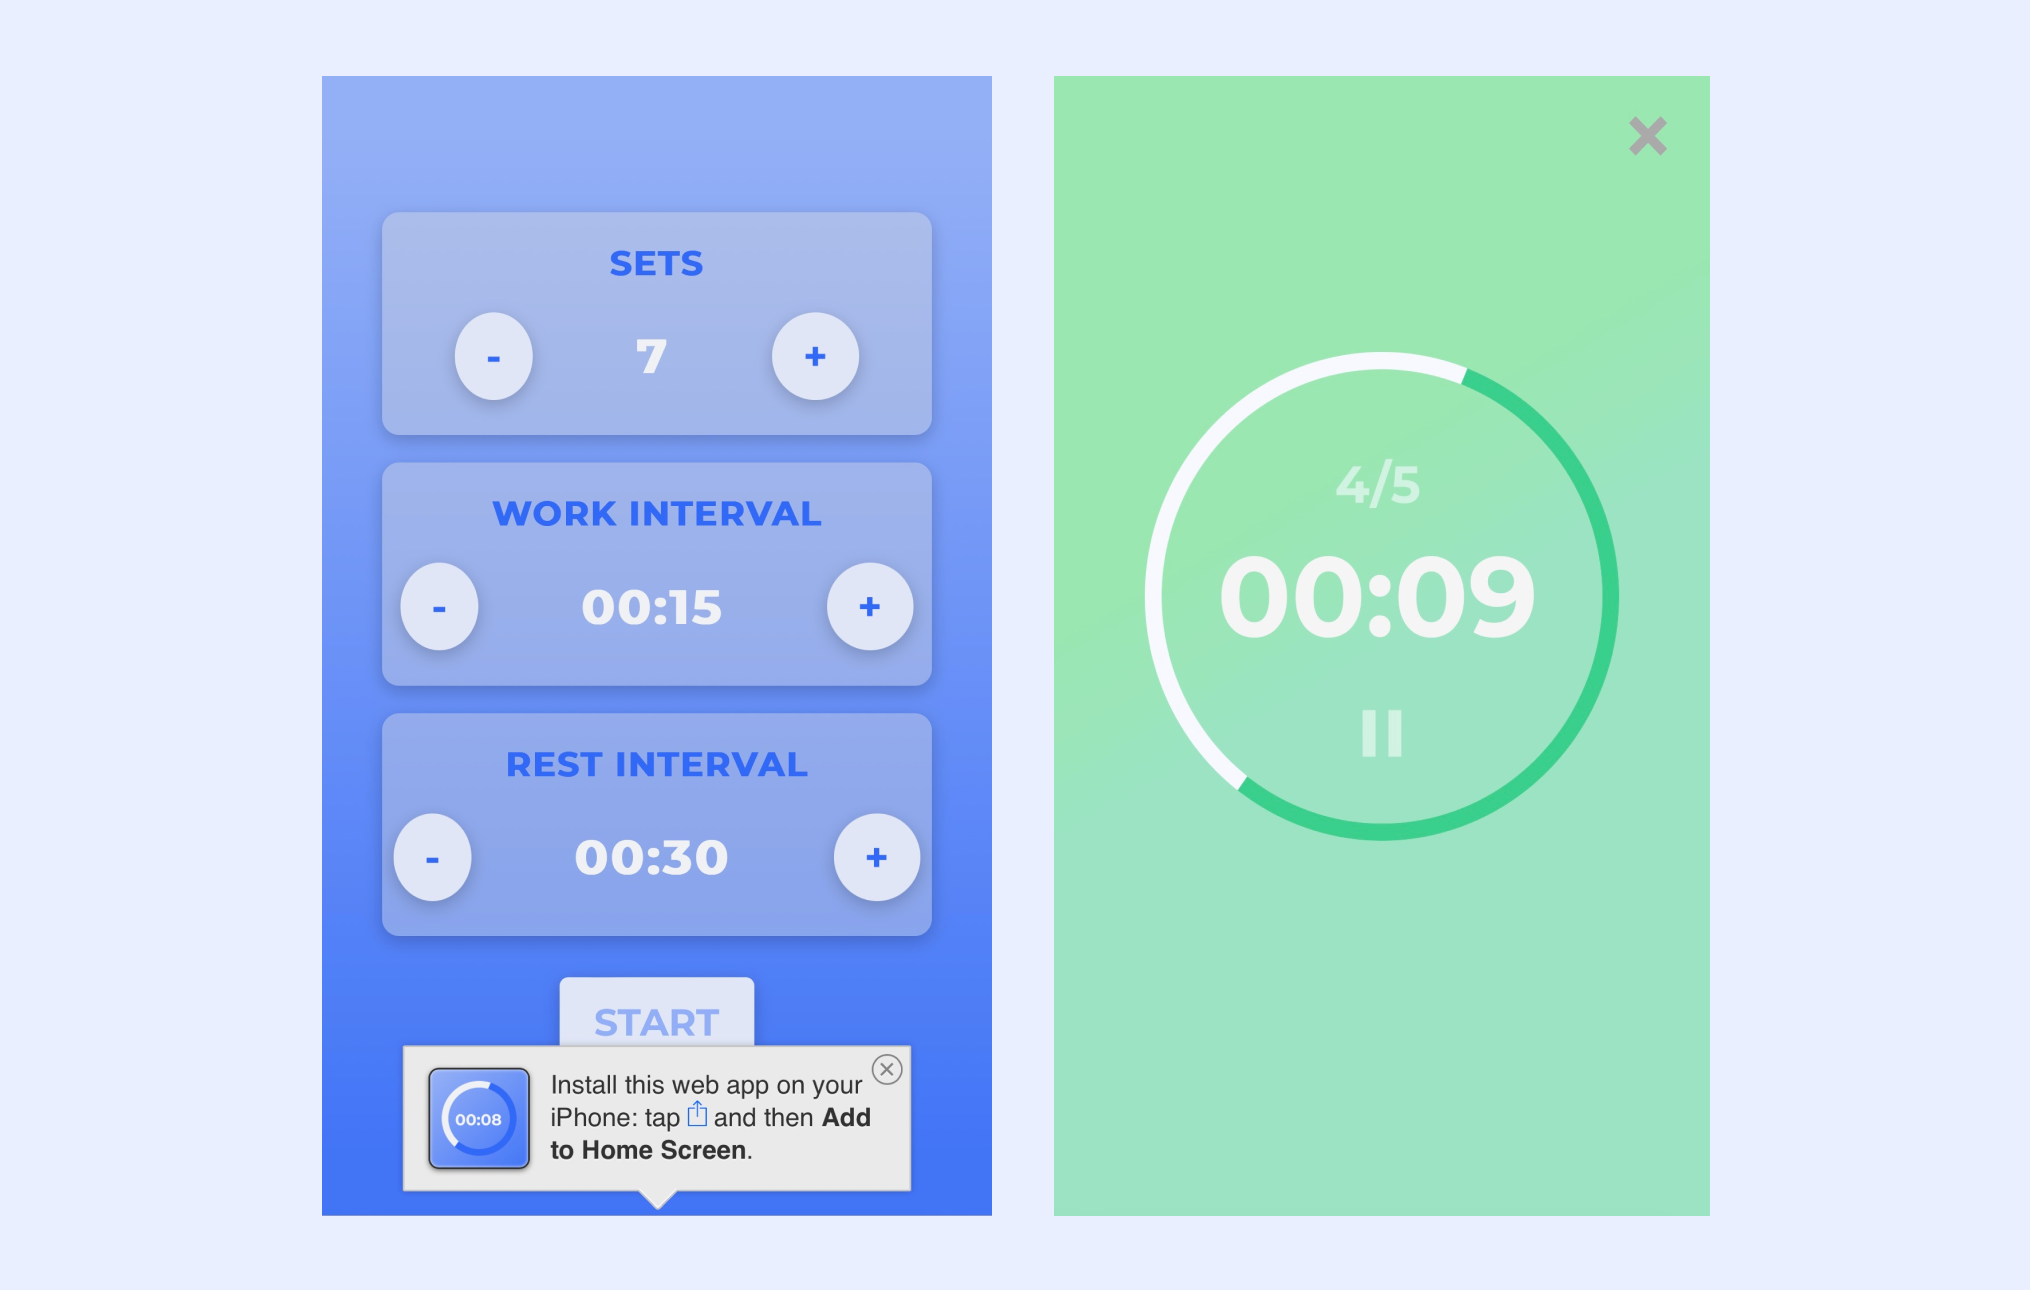 SETS
- 7 +
WORK INTERVAL
- 00:15 +
REST INTERVAL
- 00:30 +
START
00:08
Install this web app on your
iPhone: tap and then Add
to Home Screen.
4/5
00:09